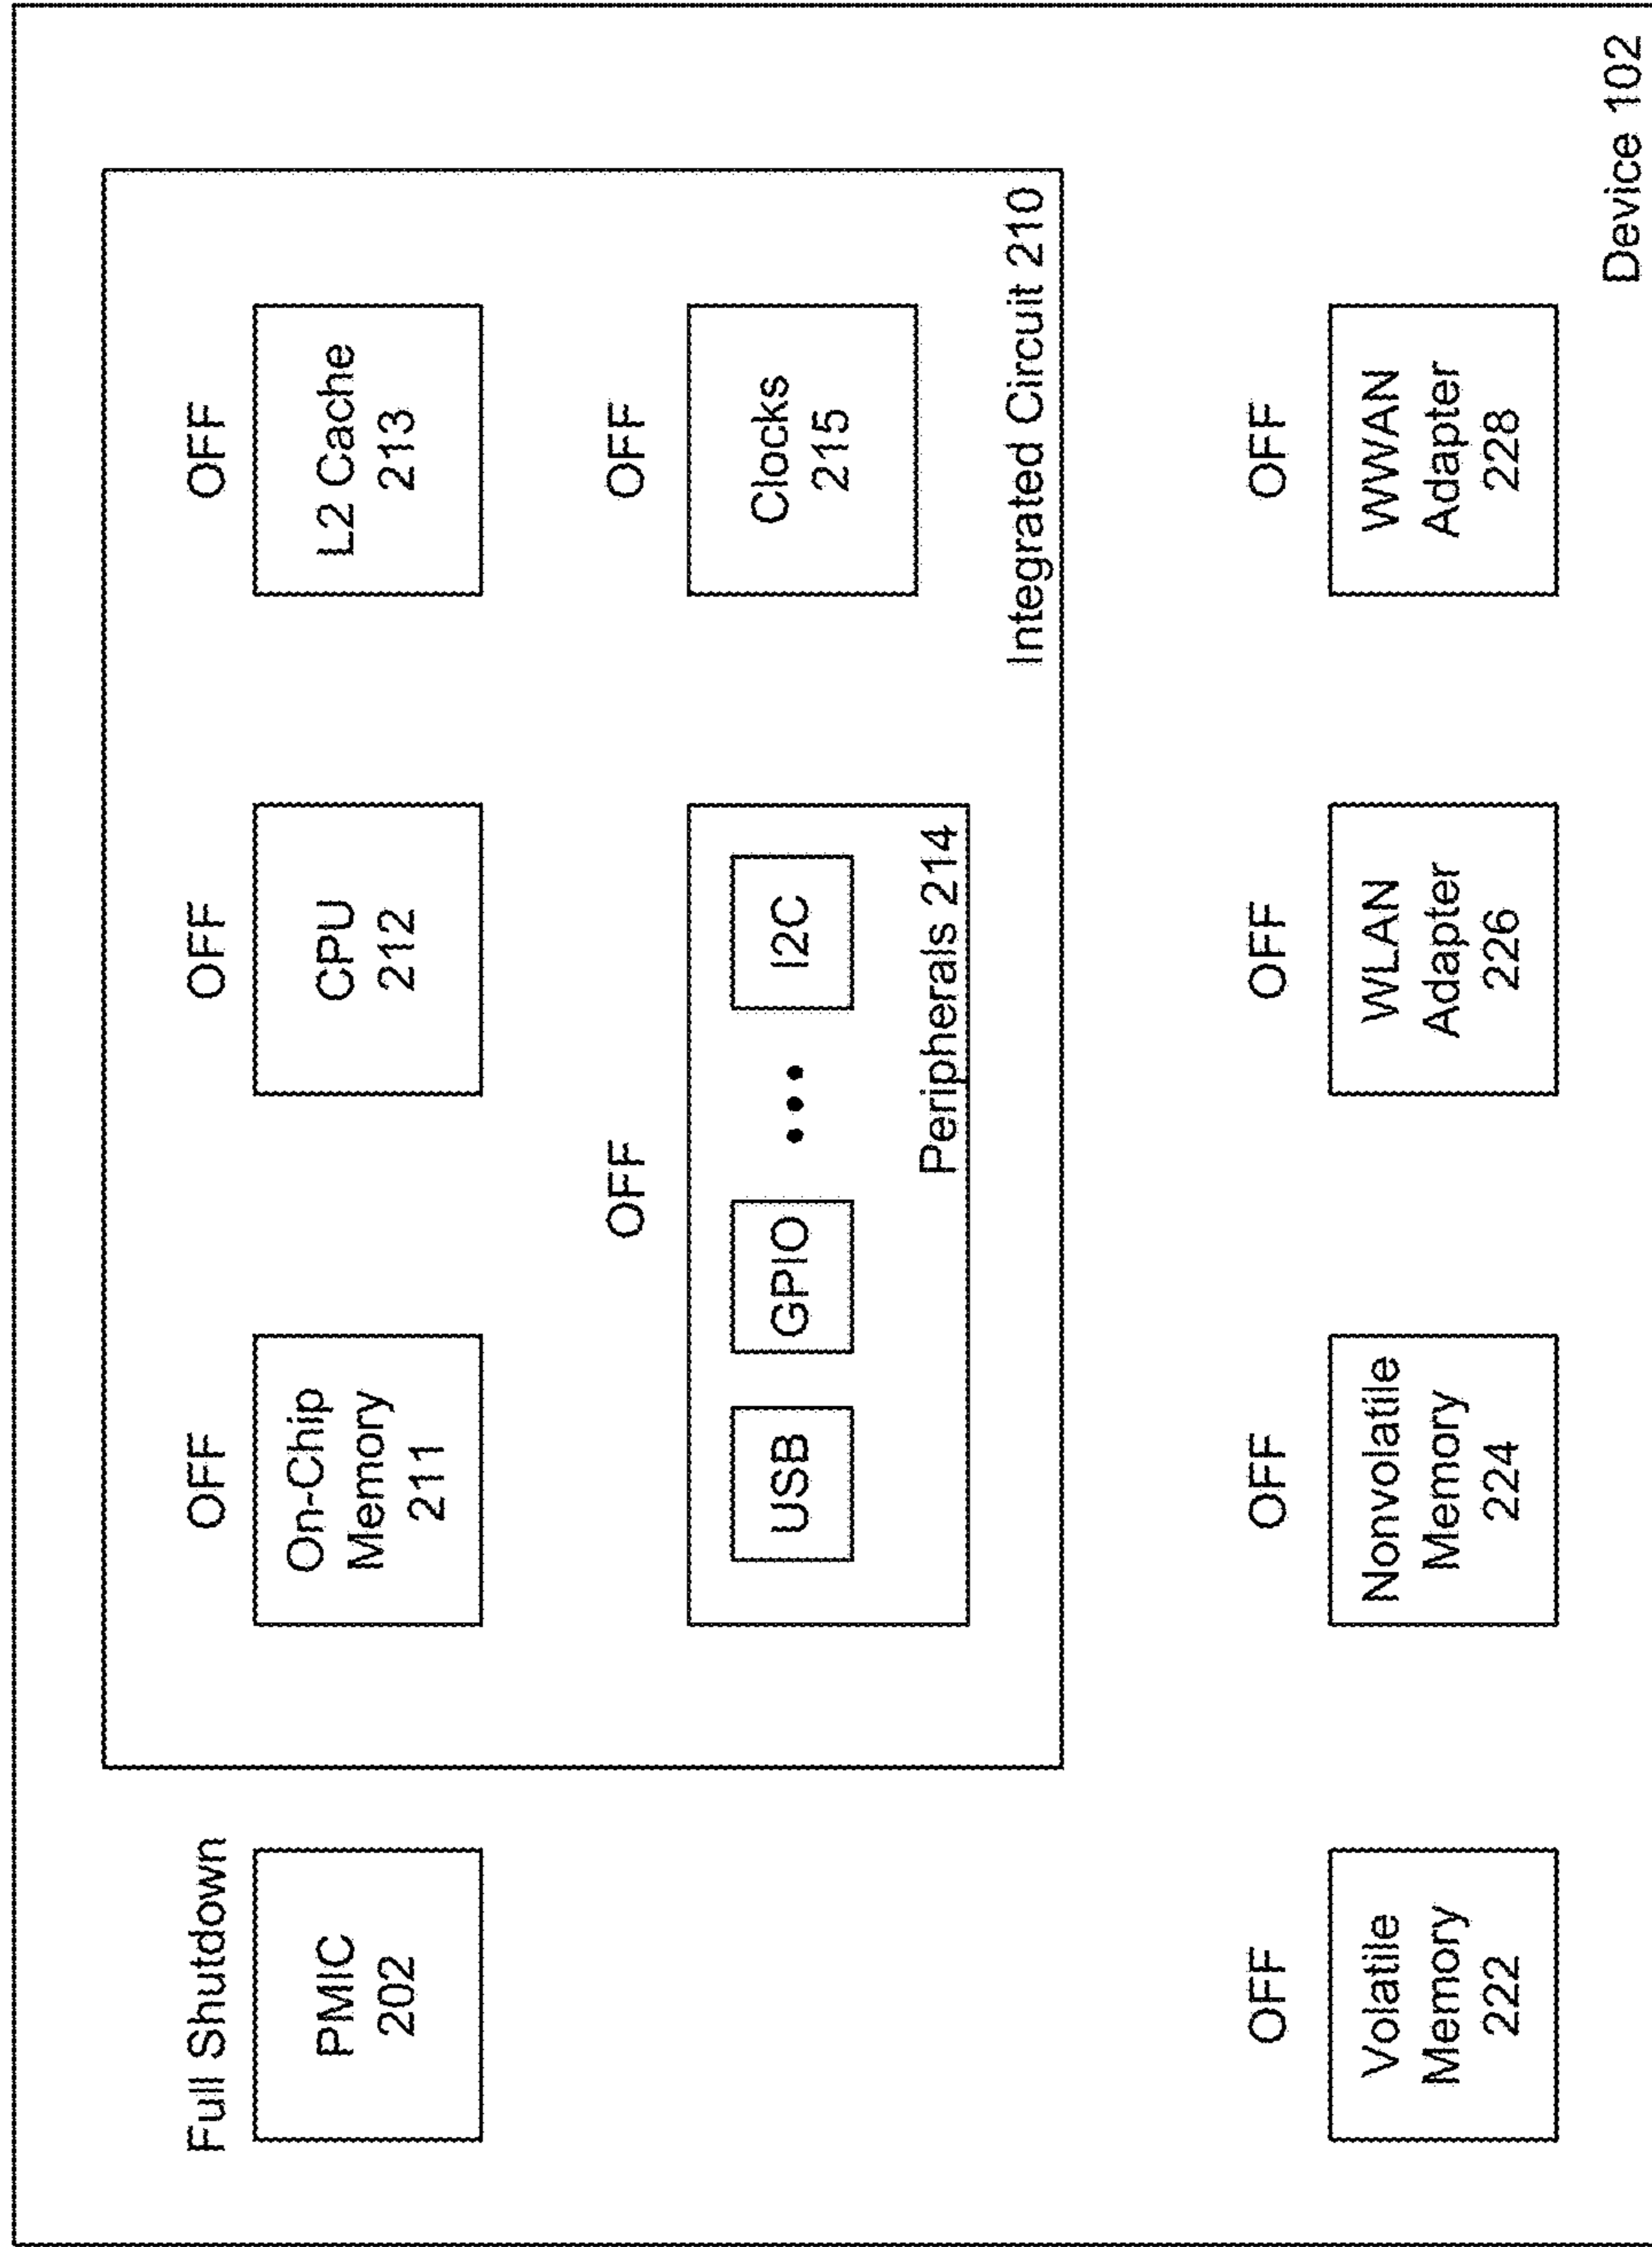 Full Shutdown
PMIC
202
OFF
On-Chip
Memory
211
OFF
CPU
212
OFF
L2 Cache
213
OFF
USB
GPIO
I2C
Peripherals 214
OFF
Clocks
215
Integrated Circuit 210
OFF
Volatile
Memory
222
OFF
Nonvolatile
Memory
224
OFF
WLAN
Adapter
226
OFF
WWAN
Adapter
228
Device 102